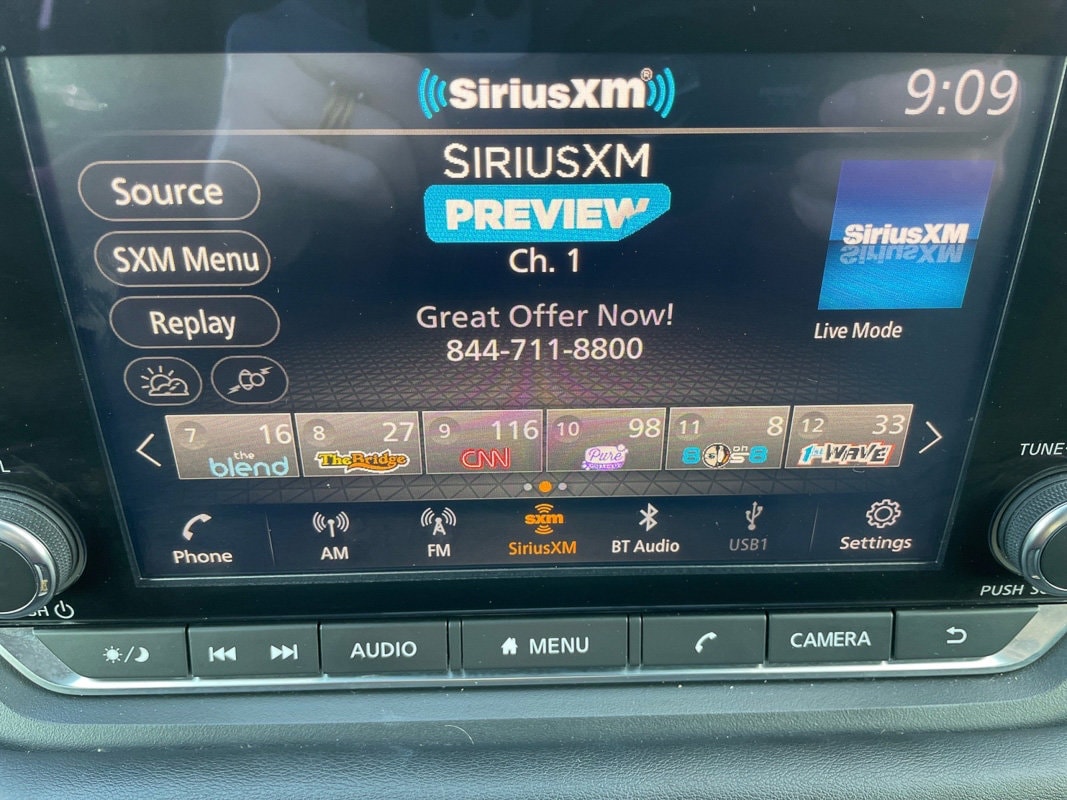 SiriusXM®
9:09
SIRIUSXM
PREVIEW
Ch. 1
Great Offer Now!
844-711-8800
Source
SXM Menu
Replay
SiriusXM
Live Mode
7 16 the blend
8 27 The Bridge
9 116 CNN
10 98 Pure
11 8 80s on 8
12 33 1st WAVE
Phone
AM
FM
sxm
SiriusXM
BT Audio
USB1
Settings
TUNE
PUSH
AUDIO
MENU
CAMERA